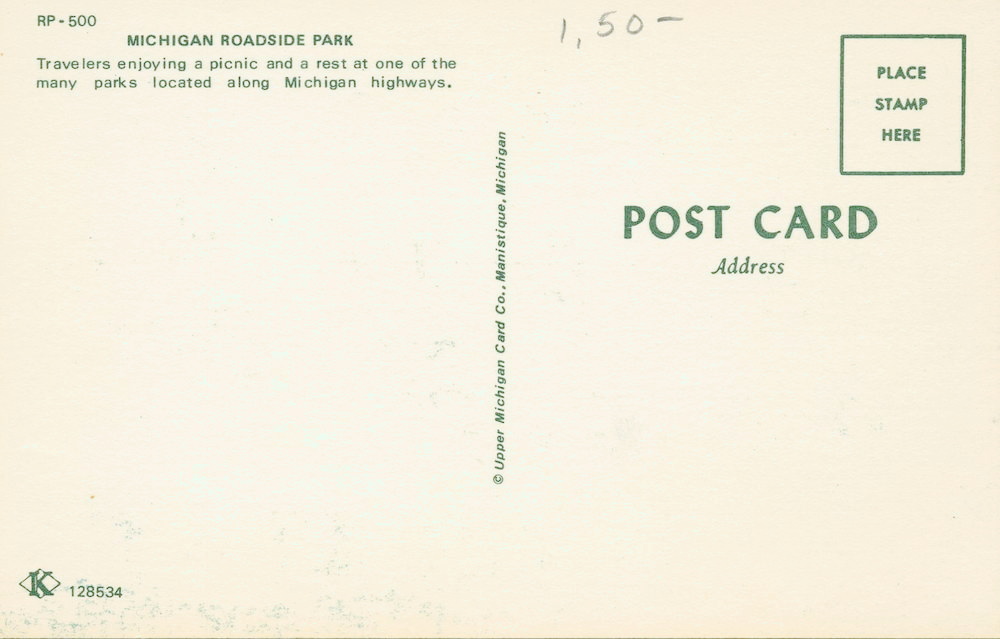 RP-500
MICHIGAN ROADSIDE PARK
Travelers enjoying a picnic and a rest at one of the
many parks located along Michigan highways.
1,50-
PLACE
STAMP
HERE
POST CARD
Address
© Upper Michigan Card Co., Manistique, Michigan
K 128534